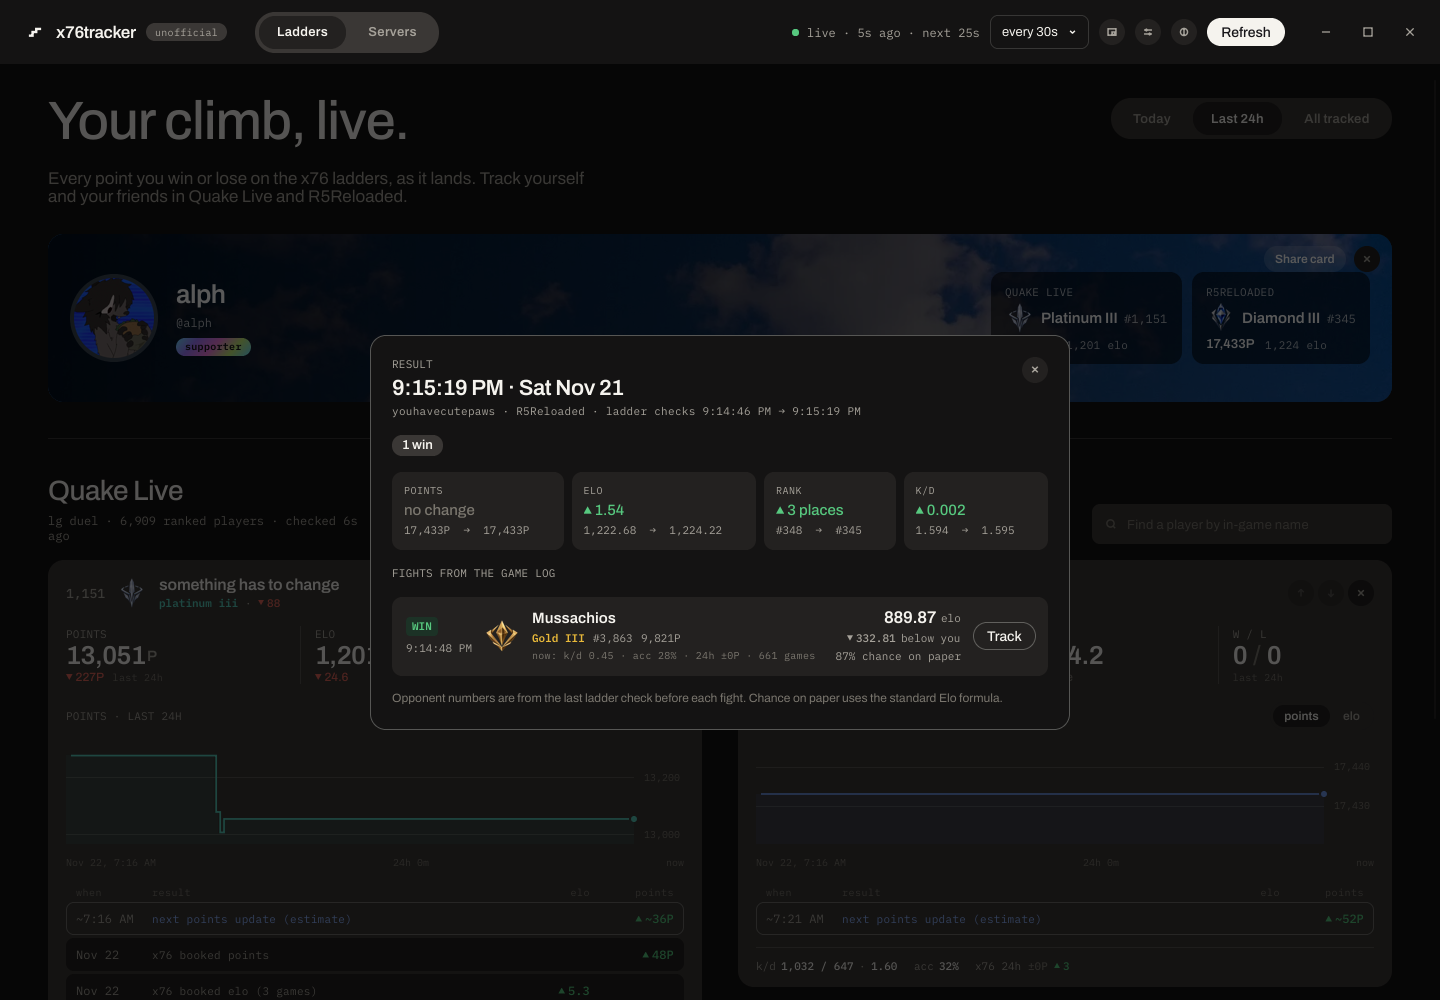 x76tracker unofficial Ladders Servers live · 5s ago · next 25s every 30s Refresh
Your climb, live.
Today Last 24h All tracked
Every point you win or lose on the x76 ladders, as it lands. Track yourself
and your friends in Quake Live and R5Reloaded.
Share card
alph
@alph
supporter
QUAKE LIVE
Platinum III #1,151
1,201 elo
R5RELOADED
Diamond III #345
17,433P 1,224 elo
RESULT
9:15:19 PM · Sat Nov 21
youhavecutepaws · R5Reloaded · ladder checks 9:14:46 PM → 9:15:19 PM
1 win
POINTS
no change
17,433P → 17,433P
ELO
▲ 1.54
1,222.68 → 1,224.22
RANK
▲ 3 places
#348 → #345
K/D
▲ 0.002
1.594 → 1.595
FIGHTS FROM THE GAME LOG
WIN
9:14:48 PM
Mussachios
Gold III #3,863 9,821P
now: k/d 0.45 · acc 28% · 24h ±0P · 661 games
889.87 elo
▼ 332.81 below you
87% chance on paper
Track
Opponent numbers are from the last ladder check before each fight. Chance on paper uses the standard Elo formula.
Quake Live
lg duel · 6,909 ranked players · checked 6s
ago
Find a player by in-game name
1,151 something has to change
platinum iii · ▼ 88
POINTS
13,051P
▼ 227P last 24h
ELO
1,201
▼ 24.6
4.2
W / L
0 / 0
last 24h
POINTS · LAST 24H
points elo
13,200
13,000
Nov 22, 7:16 AM 24h 0m now
17,440
17,430
Nov 22, 7:16 AM 24h 0m now
when result elo points
~7:16 AM next points update (estimate) ▲ ~36P
Nov 22 x76 booked points ▲ 48P
Nov 22 x76 booked elo (3 games) ▲ 5.3
when result elo points
~7:21 AM next points update (estimate) ▲ ~52P
k/d 1,032 / 647 · 1.60 acc 32% x76 24h ±0P ▲ 3